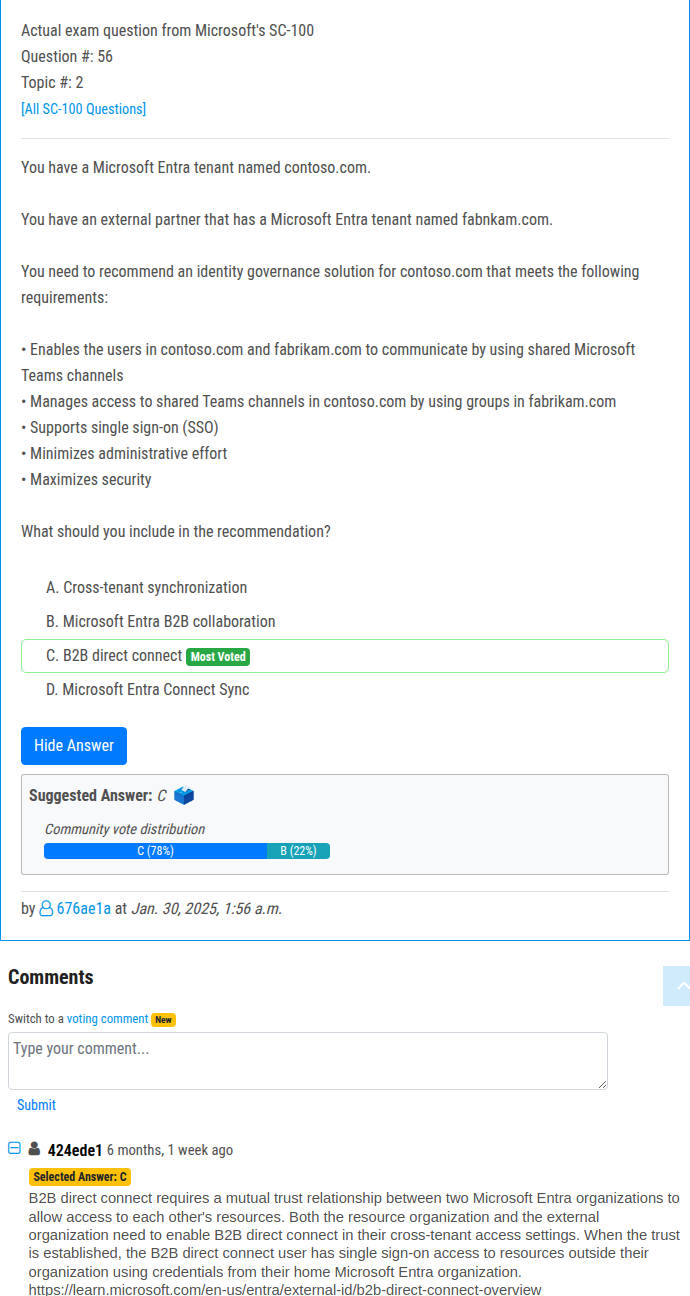 Actual exam question from Microsoft's SC-100
Question #: 56
Topic #: 2
[All SC-100 Questions]
You have a Microsoft Entra tenant named contoso.com.
You have an external partner that has a Microsoft Entra tenant named fabnkam.com.
You need to recommend an identity governance solution for contoso.com that meets the following
requirements:
• Enables the users in contoso.com and fabrikam.com to communicate by using shared Microsoft
Teams channels
• Manages access to shared Teams channels in contoso.com by using groups in fabrikam.com
• Supports single sign-on (SSO)
• Minimizes administrative effort
• Maximizes security
What should you include in the recommendation?
A. Cross-tenant synchronization
B. Microsoft Entra B2B collaboration
C. B2B direct connect Most Voted
D. Microsoft Entra Connect Sync
Hide Answer
Suggested Answer: C
Community vote distribution
C (78%) B (22%)
by 676ae1a at Jan. 30, 2025, 1:56 a.m.
Comments
Switch to a voting comment New
Type your comment...
Submit
424ede1 6 months, 1 week ago
Selected Answer: C
B2B direct connect requires a mutual trust relationship between two Microsoft Entra organizations to
allow access to each other's resources. Both the resource organization and the external
organization need to enable B2B direct connect in their cross-tenant access settings. When the trust
is established, the B2B direct connect user has single sign-on access to resources outside their
organization using credentials from their home Microsoft Entra organization.
https://learn.microsoft.com/en-us/entra/external-id/b2b-direct-connect-overview